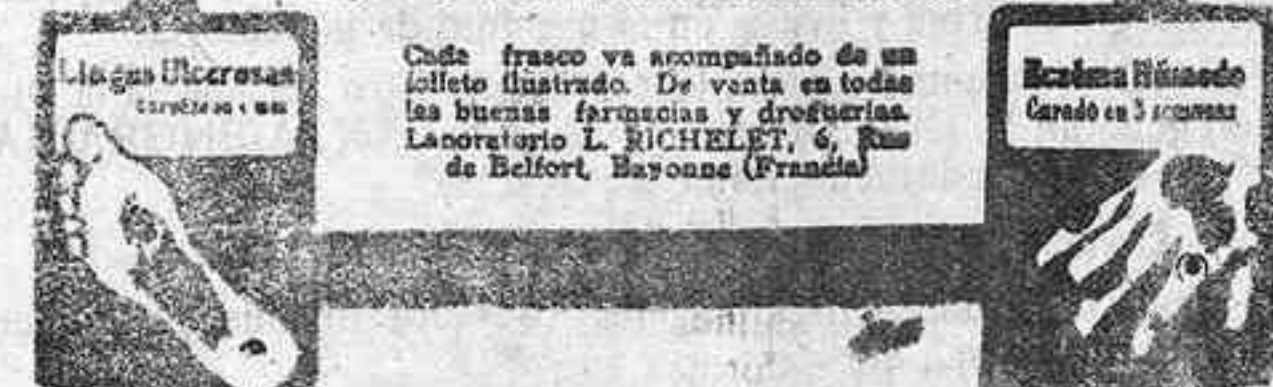 Llagas Ulcerosas
Cada frasco va acompañado de un
folleto ilustrado. De venta en todas
las buenas farmacias y droguerías.
Laboratorio L. RICHELET, 6, Rue
de Belfort, Bayonne (Francia)
Eczema Húmedo
Curado en 3 semanas